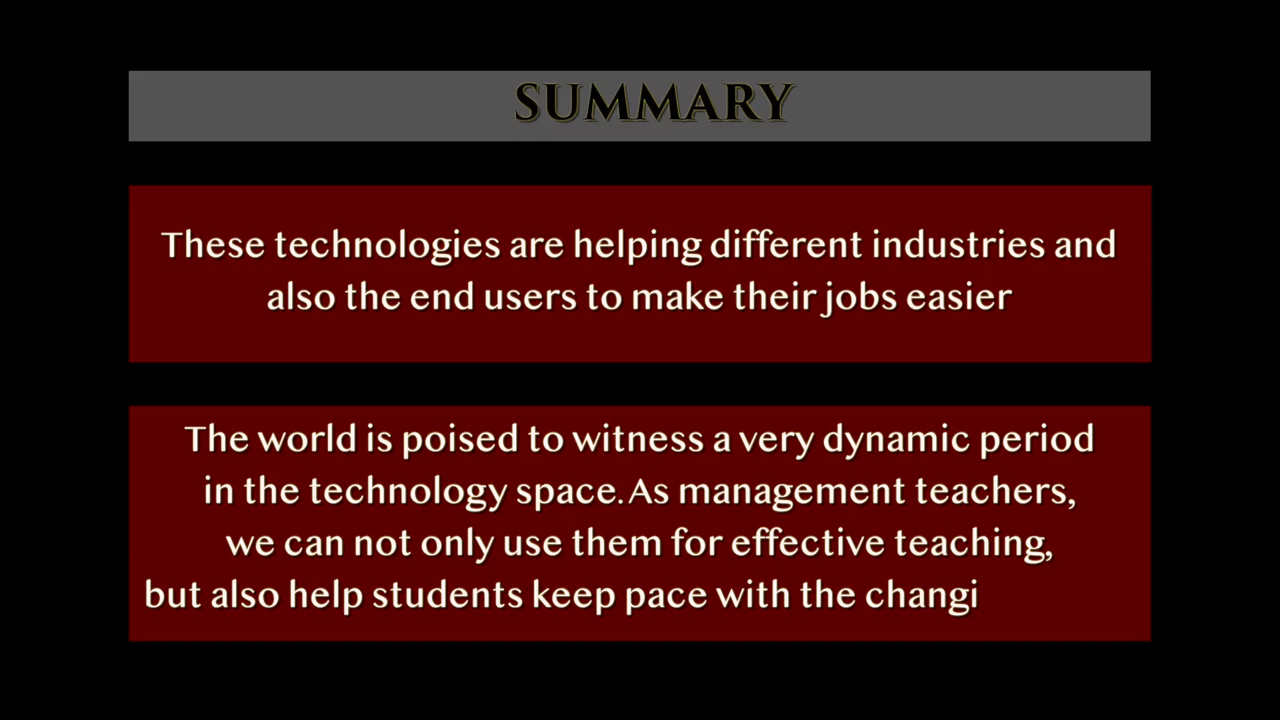 SUMMARY
These technologies are helping different industries and
also the end users to make their jobs easier
The world is poised to witness a very dynamic period
in the technology space. As management teachers,
we can not only use them for effective teaching,
but also help students keep pace with the changi